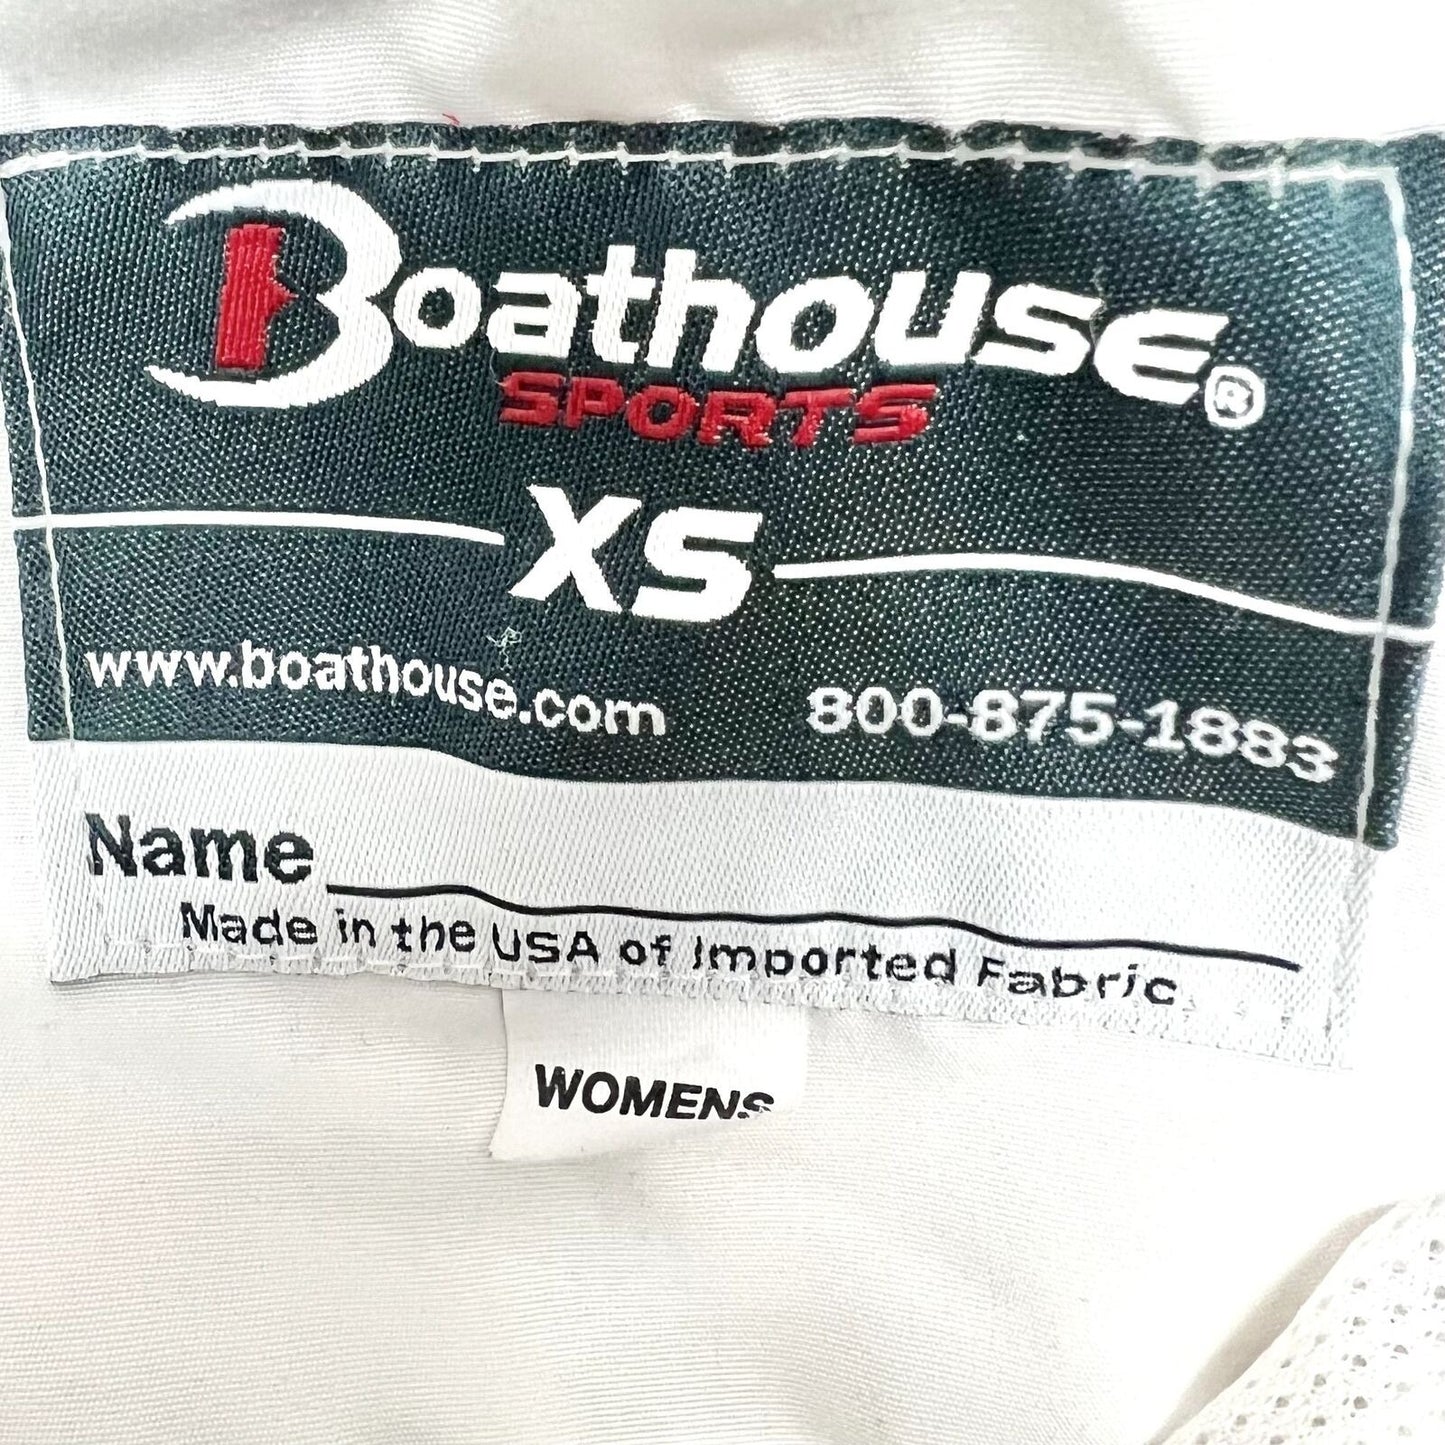 Boathouse®
SPORTS
XS
www.boathouse.com 800-875-1883
Name
Made in the USA of Imported Fabric
WOMENS